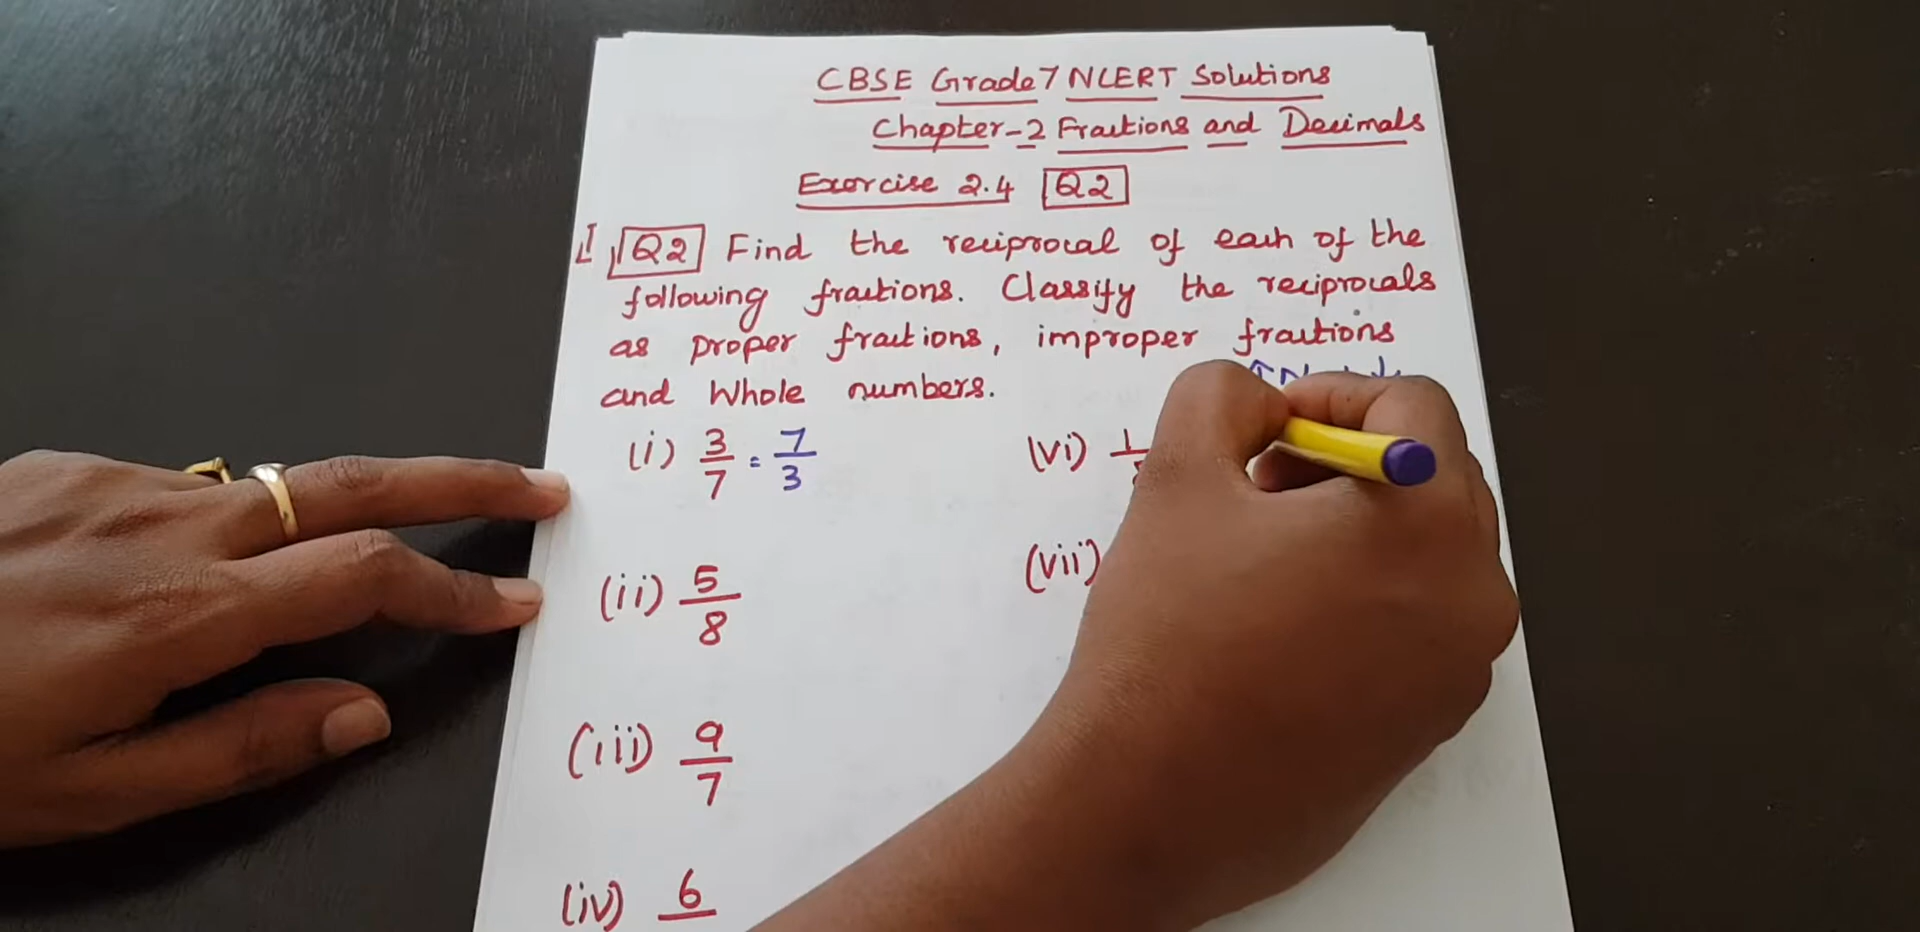 CBSE Grade 7 NCERT Solutions
Chapter-2 Fractions and Decimals
Exercise 2.4 Q2
Q2 Find the reciprocal of each of the
following fractions. Classify the reciprocals
as proper fractions, improper fractions
and Whole numbers.
(i) 3/7 = 7/3
(ii) 5/8
(iii) 9/7
(iv) 6
(vi) 1
(vii)